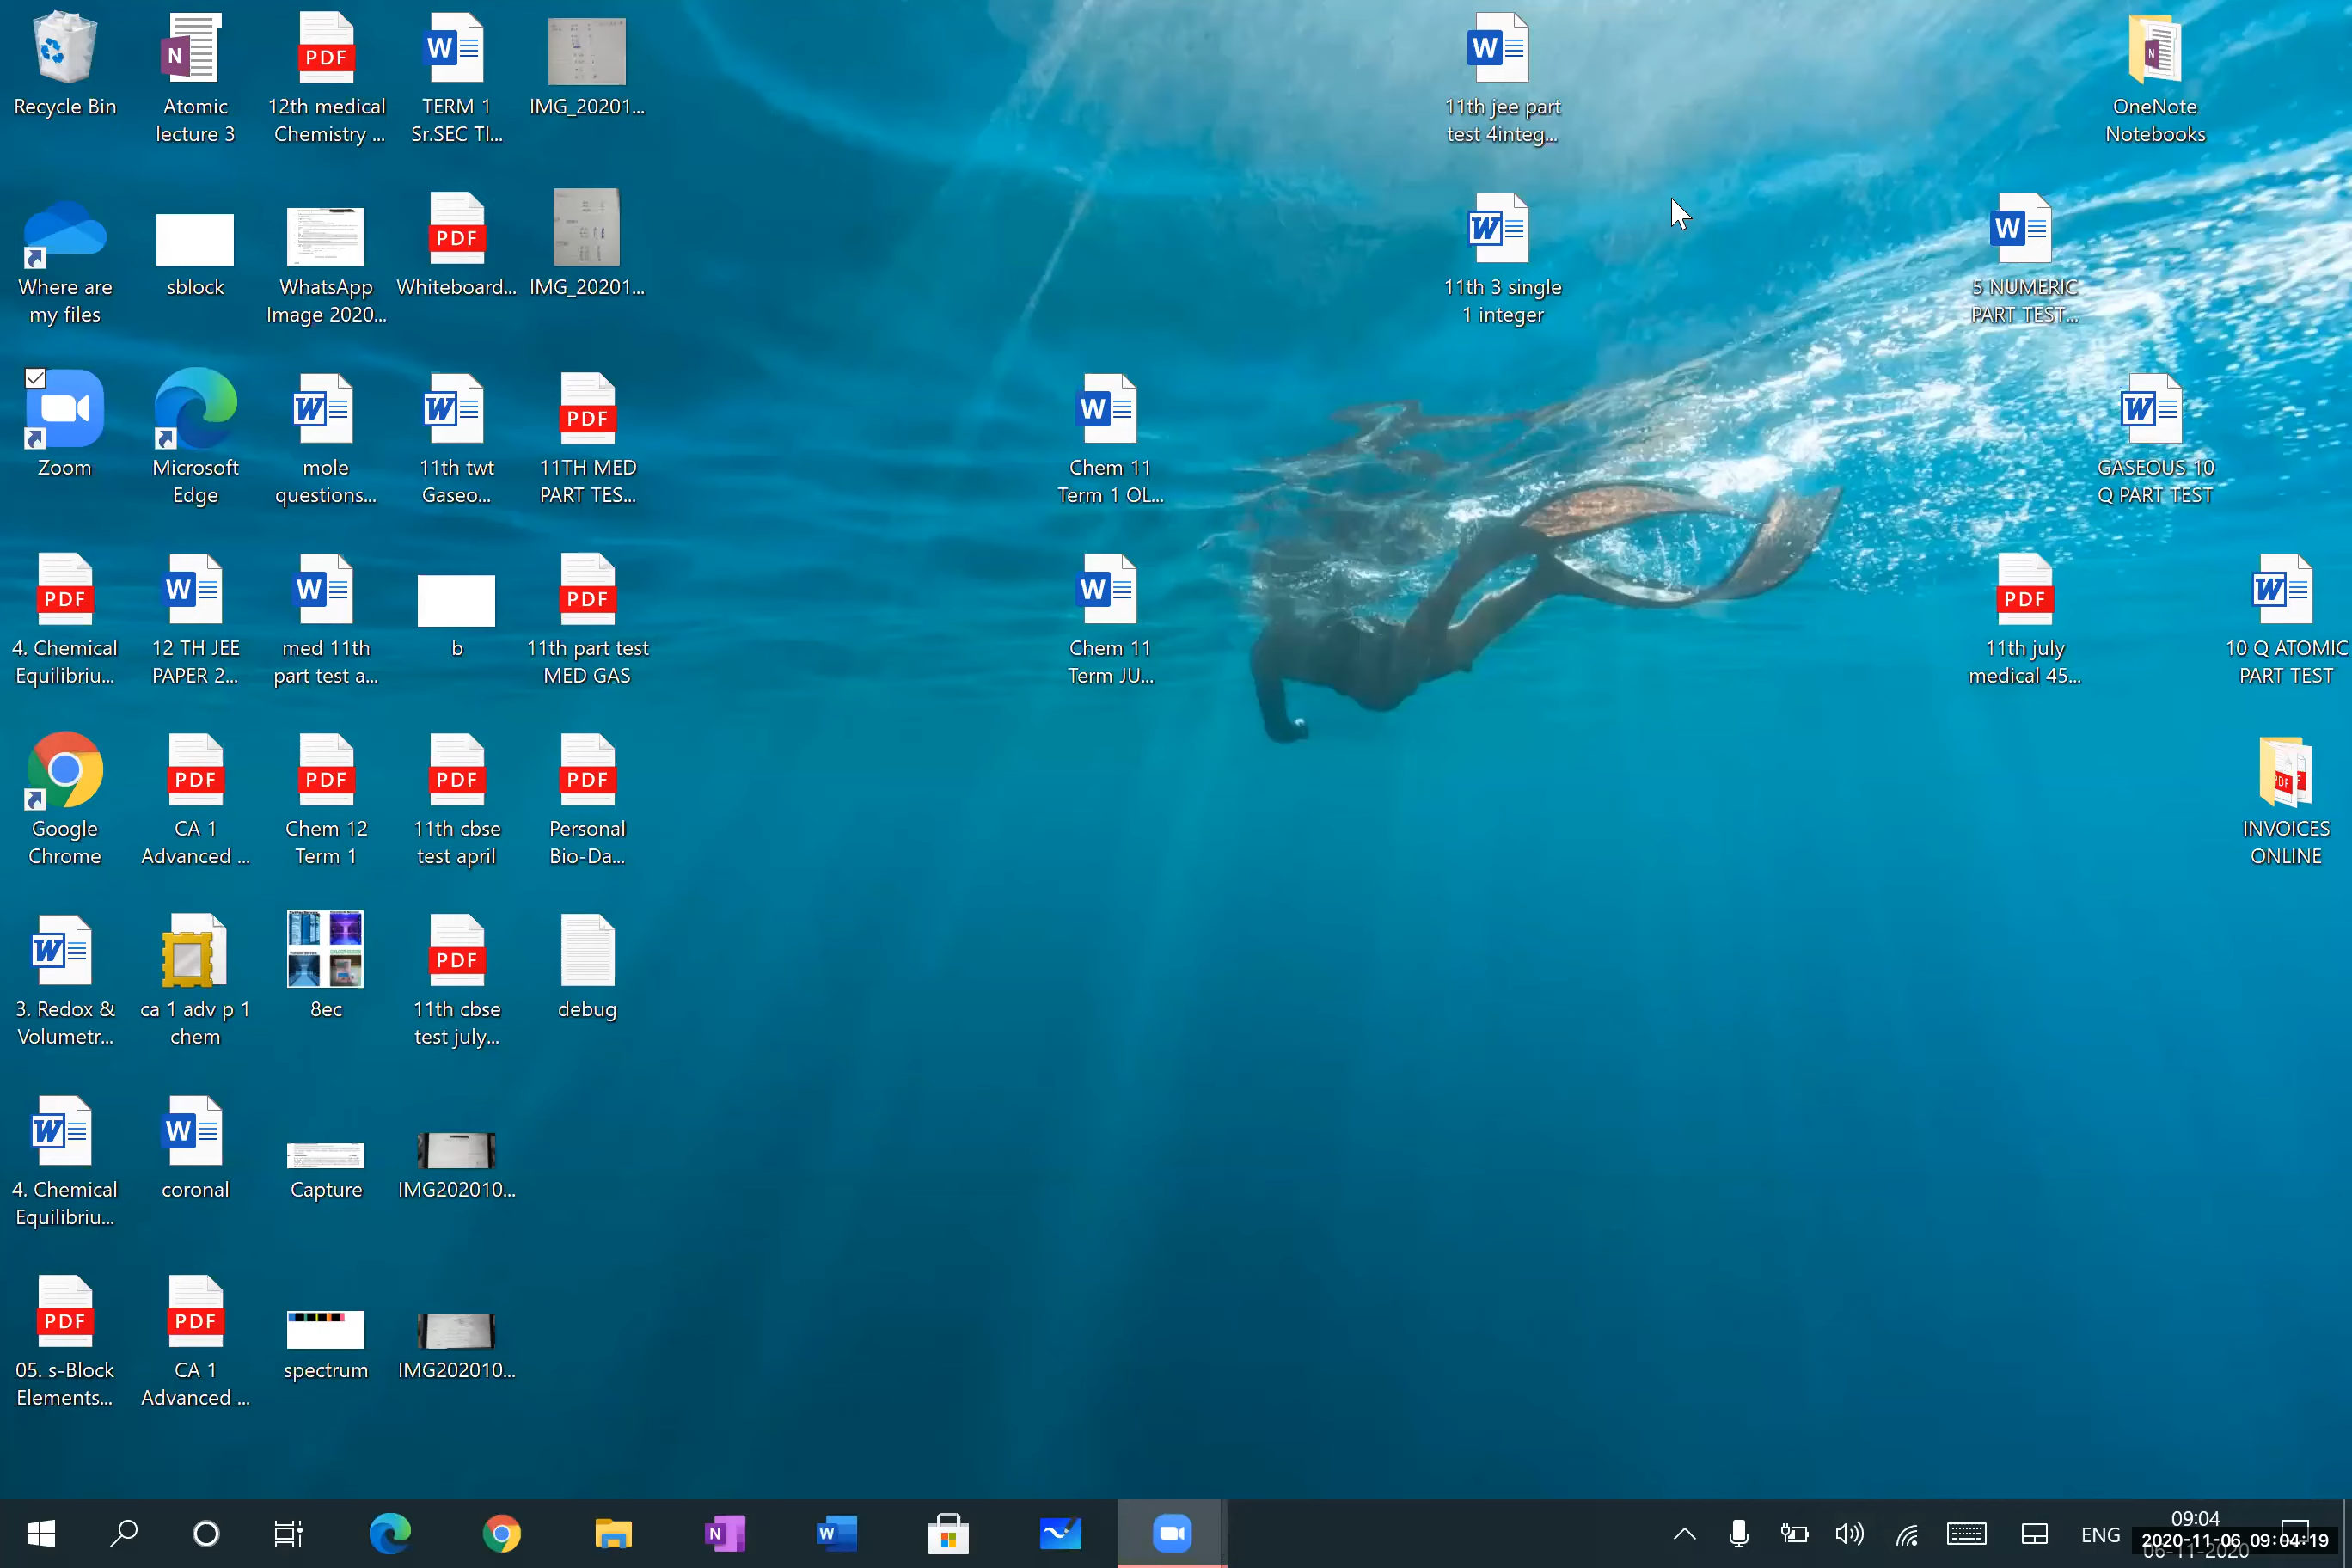 Recycle Bin
Atomic
lecture 3
PDF
12th medical
Chemistry ...
TERM 1
Sr.SEC TI...
IMG_20201...
11th jee part
test 4integ...
OneNote
Notebooks
Where are
my files
sblock
WhatsApp
Image 2020...
PDF
Whiteboard...
IMG_20201...
11th 3 single
1 integer
5 NUMERIC
PART TEST...
Zoom
Microsoft
Edge
mole
questions...
11th twt
Gaseo...
PDF
11TH MED
PART TES...
Chem 11
Term 1 OL...
GASEOUS 10
Q PART TEST
PDF
4. Chemical
Equilibriu...
12 TH JEE
PAPER 2...
med 11th
part test a...
b
PDF
11th part test
MED GAS
Chem 11
Term JU...
PDF
11th july
medical 45...
10 Q ATOMIC
PART TEST
Google
Chrome
PDF
CA 1
Advanced ...
PDF
Chem 12
Term 1
PDF
11th cbse
test april
PDF
Personal
Bio-Da...
INVOICES
ONLINE
3. Redox &
Volumetr...
ca 1 adv p 1
chem
8ec
PDF
11th cbse
test july...
debug
4. Chemical
Equilibriu...
coronal
Capture
IMG202010...
PDF
05. s-Block
Elements...
PDF
CA 1
Advanced ...
spectrum
IMG202010...
ENG
09:04
2020-11-06 09:04:19
06-11-2020